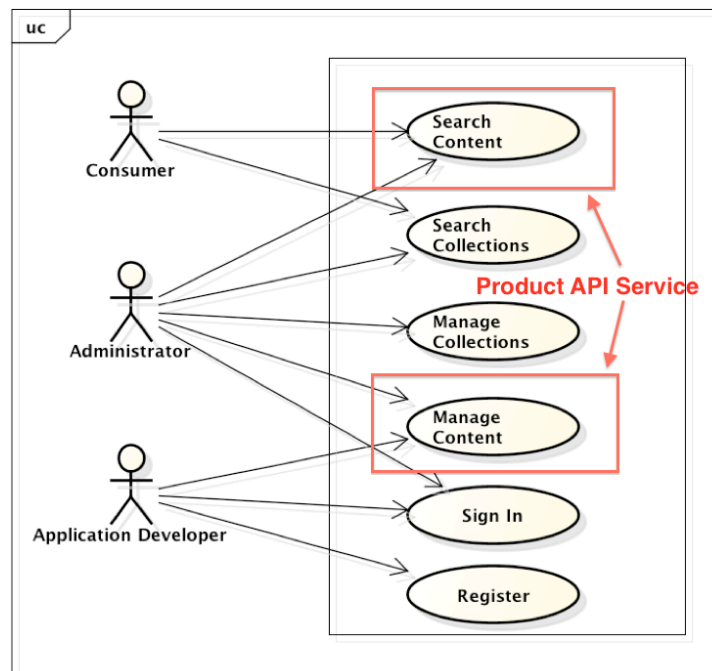 uc
Search
Content
Consumer
Search
Collections
Product API Service
Manage
Collections
Administrator
Manage
Content
Sign In
Application Developer
Register